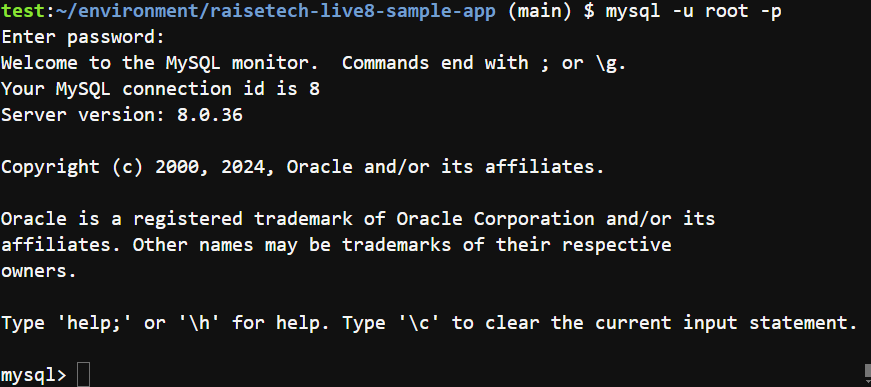 test:~/environment/raisetech-live8-sample-app (main) $ mysql -u root -p
Enter password:
Welcome to the MySQL monitor.  Commands end with ; or \g.
Your MySQL connection id is 8
Server version: 8.0.36
Copyright (c) 2000, 2024, Oracle and/or its affiliates.
Oracle is a registered trademark of Oracle Corporation and/or its
affiliates. Other names may be trademarks of their respective
owners.
Type 'help;' or '\h' for help. Type '\c' to clear the current input statement.
mysql>